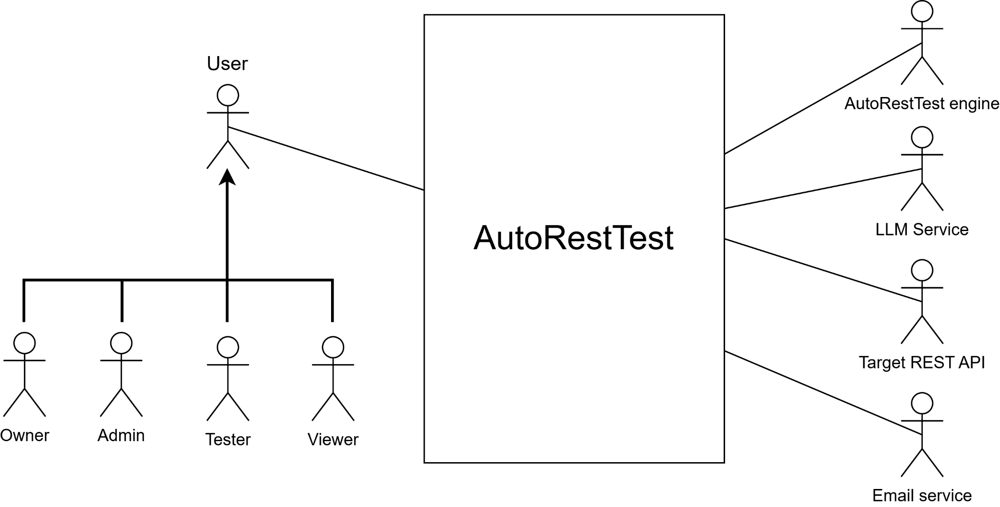 User
Owner
Admin
Tester
Viewer
AutoRestTest
AutoRestTest engine
LLM Service
Target REST API
Email service